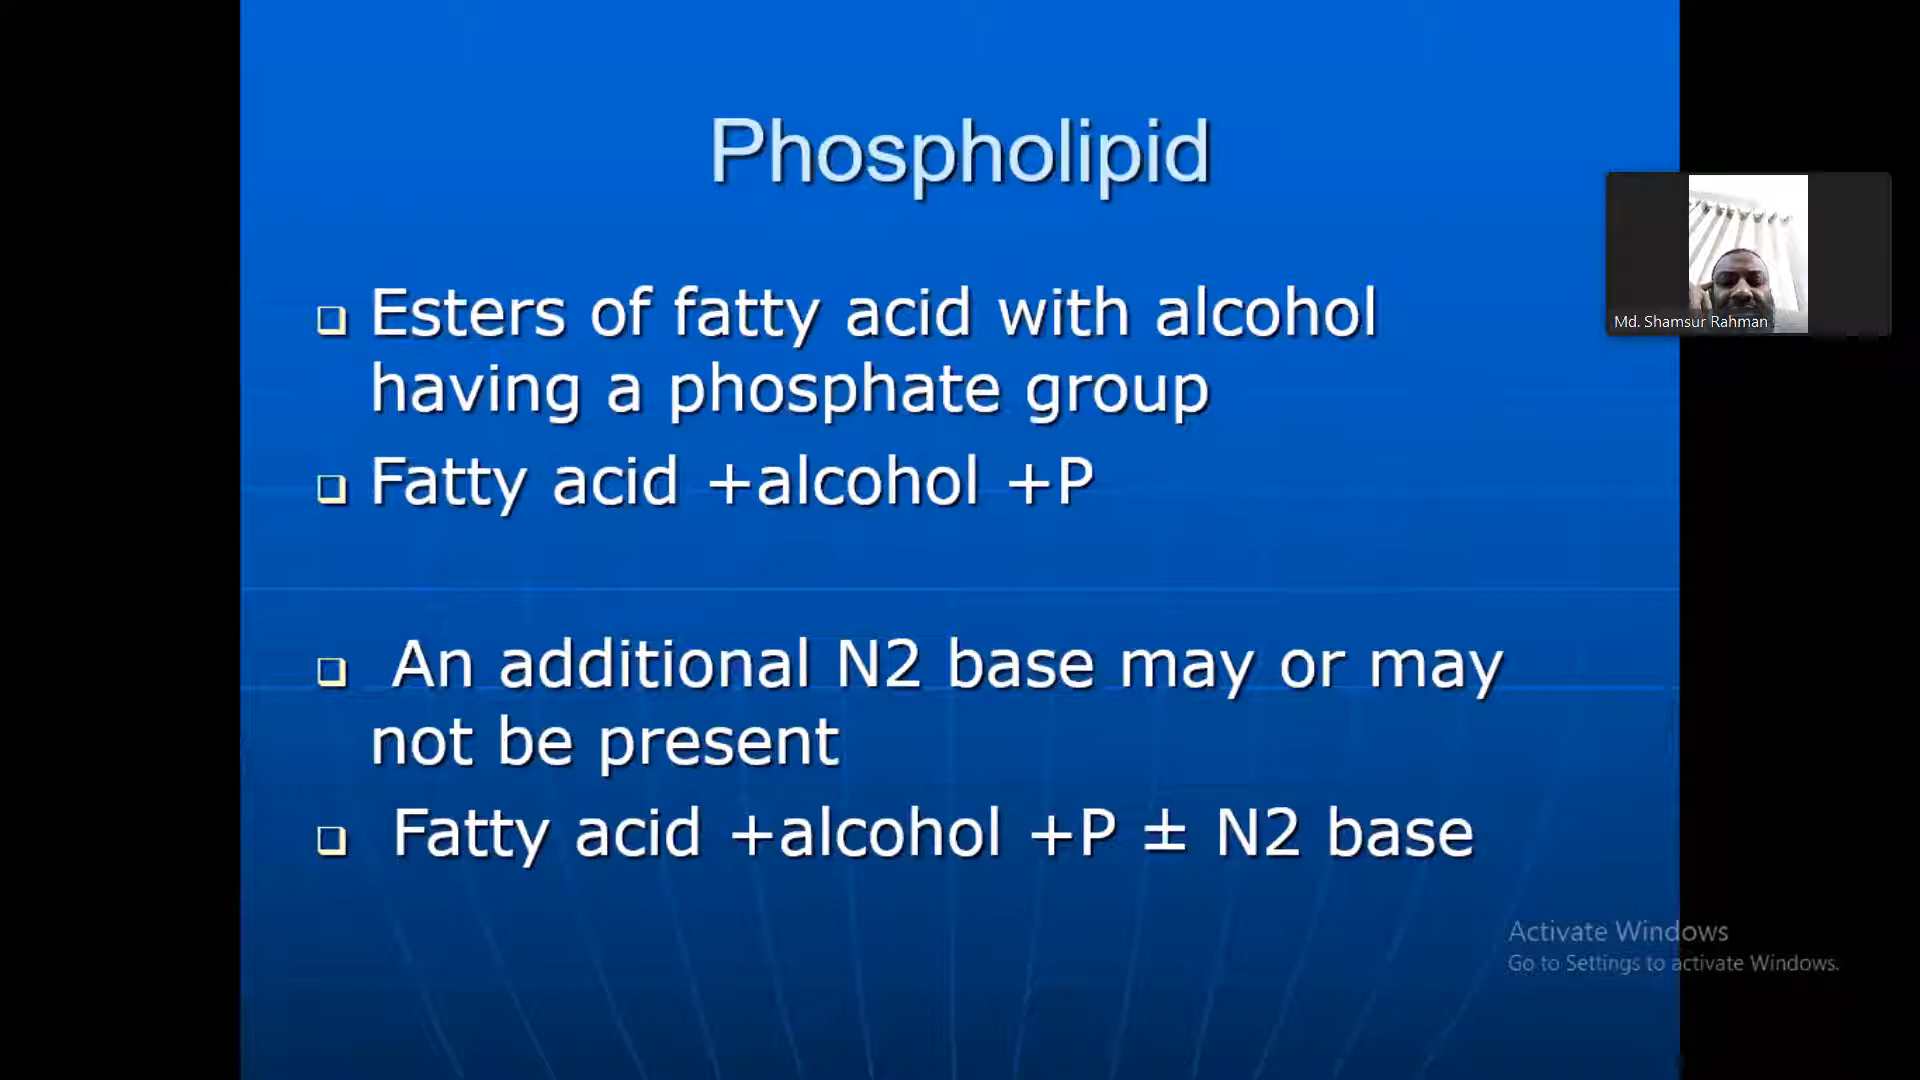 Phospholipid
Esters of fatty acid with alcohol
having a phosphate group
Fatty acid +alcohol +P
An additional N2 base may or may
not be present
Fatty acid +alcohol +P ± N2 base
Md. Shamsur Rahman
Activate Windows
Go to Settings to activate Windows.